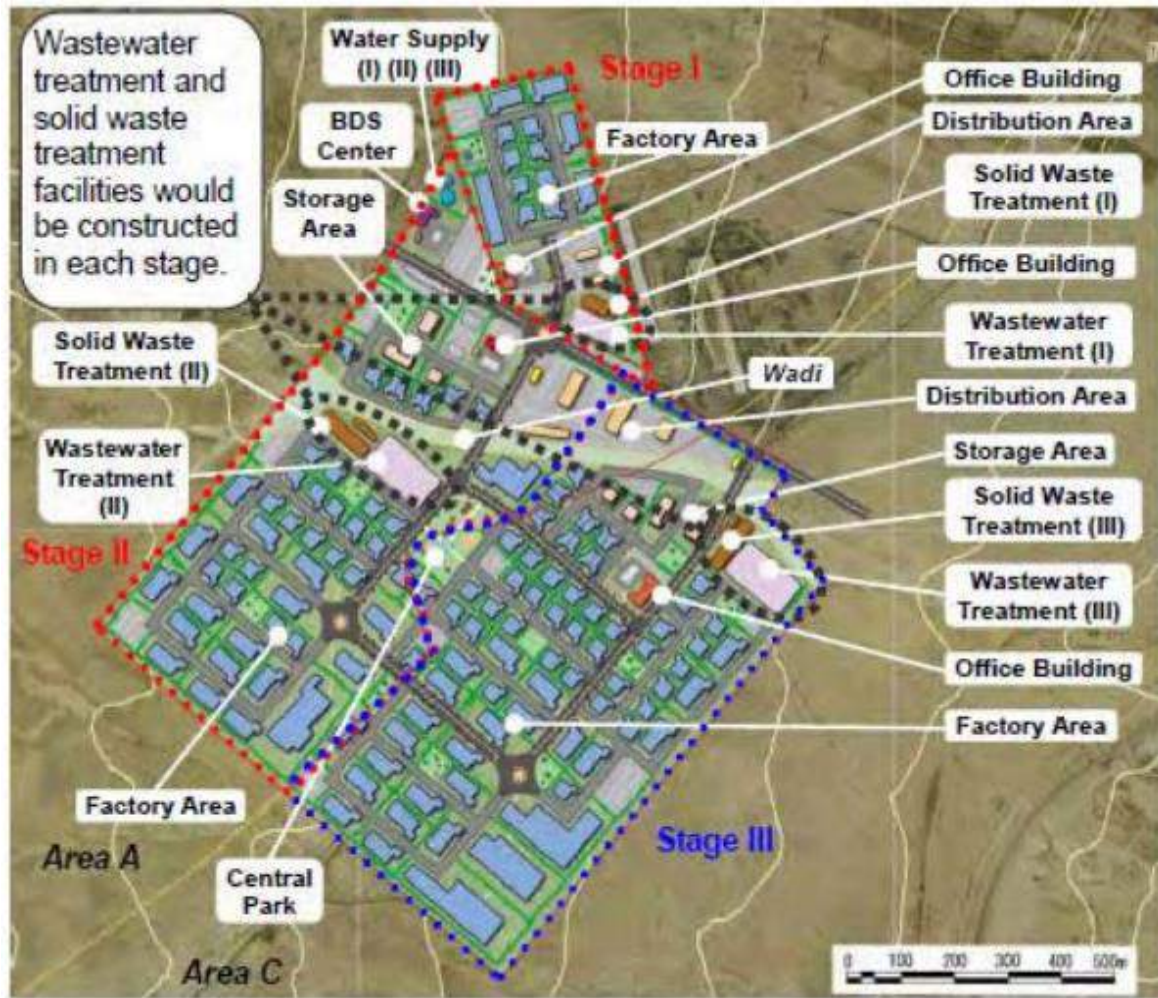 Wastewater
treatment and
solid waste
treatment
facilities would
be constructed
in each stage.
Water Supply
(I) (II) (III)
BDS
Center
Storage
Area
Stage I
Factory Area
Office Building
Distribution Area
Solid Waste
Treatment (I)
Office Building
Wastewater
Treatment (I)
Wadi
Distribution Area
Storage Area
Solid Waste
Treatment (III)
Wastewater
Treatment (III)
Office Building
Factory Area
Solid Waste
Treatment (II)
Wastewater
Treatment
(II)
Stage II
Factory Area
Area A
Central
Park
Area C
Stage III
0 100 200 300 400 500m